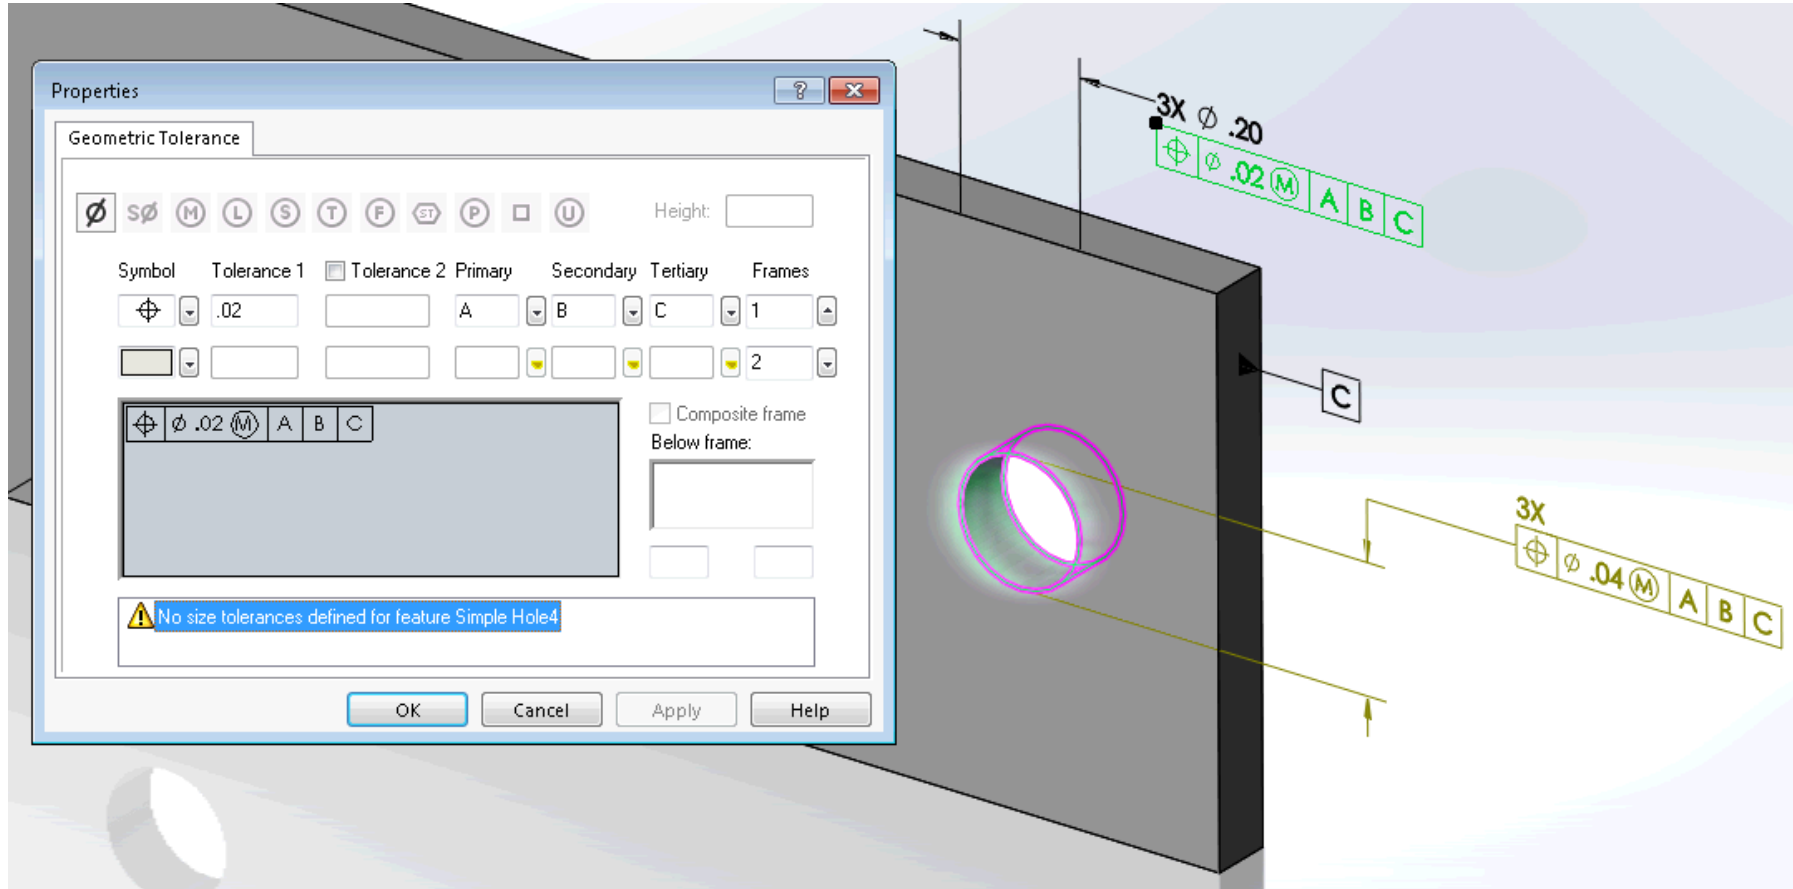 Properties
?
X
Geometric Tolerance
Ø SØ Ⓜ Ⓛ Ⓢ Ⓣ Ⓕ ST Ⓟ □ Ⓤ Height:
Symbol Tolerance 1 Tolerance 2 Primary Secondary Tertiary Frames
⌖ .02 A B C 1
2
⌖ Ø .02 Ⓜ A B C
Composite frame
Below frame:
No size tolerances defined for feature Simple Hole4
OK Cancel Apply Help
3X Ø .20
⌖ Ø .02 Ⓜ A B C
C
3X
⌖ Ø .04 Ⓜ A B C